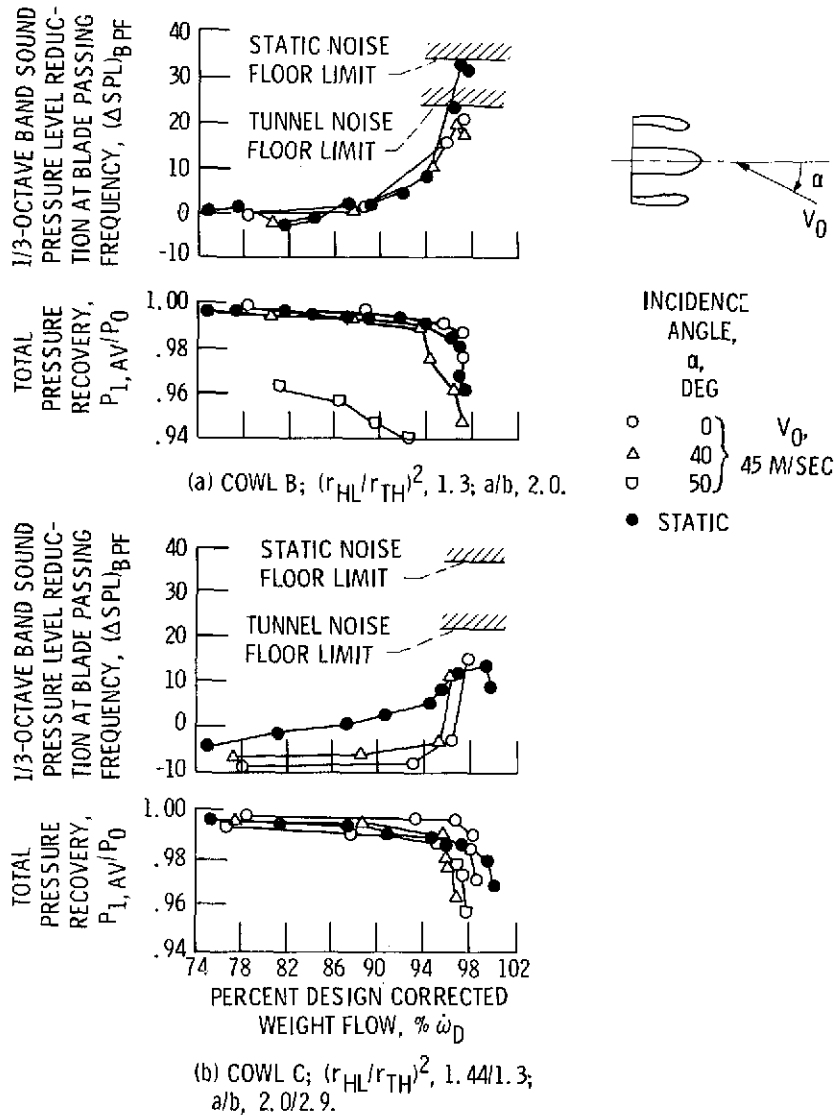 1/3-OCTAVE BAND SOUND
PRESSURE LEVEL REDUC-
TION AT BLADE PASSING
FREQUENCY, (ΔSPL)BPF
40
30
20
10
0
-10
STATIC NOISE
FLOOR LIMIT
TUNNEL NOISE
FLOOR LIMIT
α
V0
TOTAL
PRESSURE
RECOVERY,
P1, AV/P0
1.00
.98
.96
.94
(a) COWL B; (rHL/rTH)2, 1.3; a/b, 2.0.
INCIDENCE
ANGLE,
α,
DEG
0
40
50
V0,
45 M/SEC
STATIC
1/3-OCTAVE BAND SOUND
PRESSURE LEVEL REDUC-
TION AT BLADE PASSING
FREQUENCY, (ΔSPL)BPF
40
30
20
10
0
-10
STATIC NOISE
FLOOR LIMIT
TUNNEL NOISE
FLOOR LIMIT
TOTAL
PRESSURE
RECOVERY,
P1, AV/P0
1.00
.98
.96
.94
74 78 82 86 90 94 98 102
PERCENT DESIGN CORRECTED
WEIGHT FLOW, % ω̇D
(b) COWL C; (rHL/rTH)2, 1.44/1.3;
a/b, 2.0/2.9.